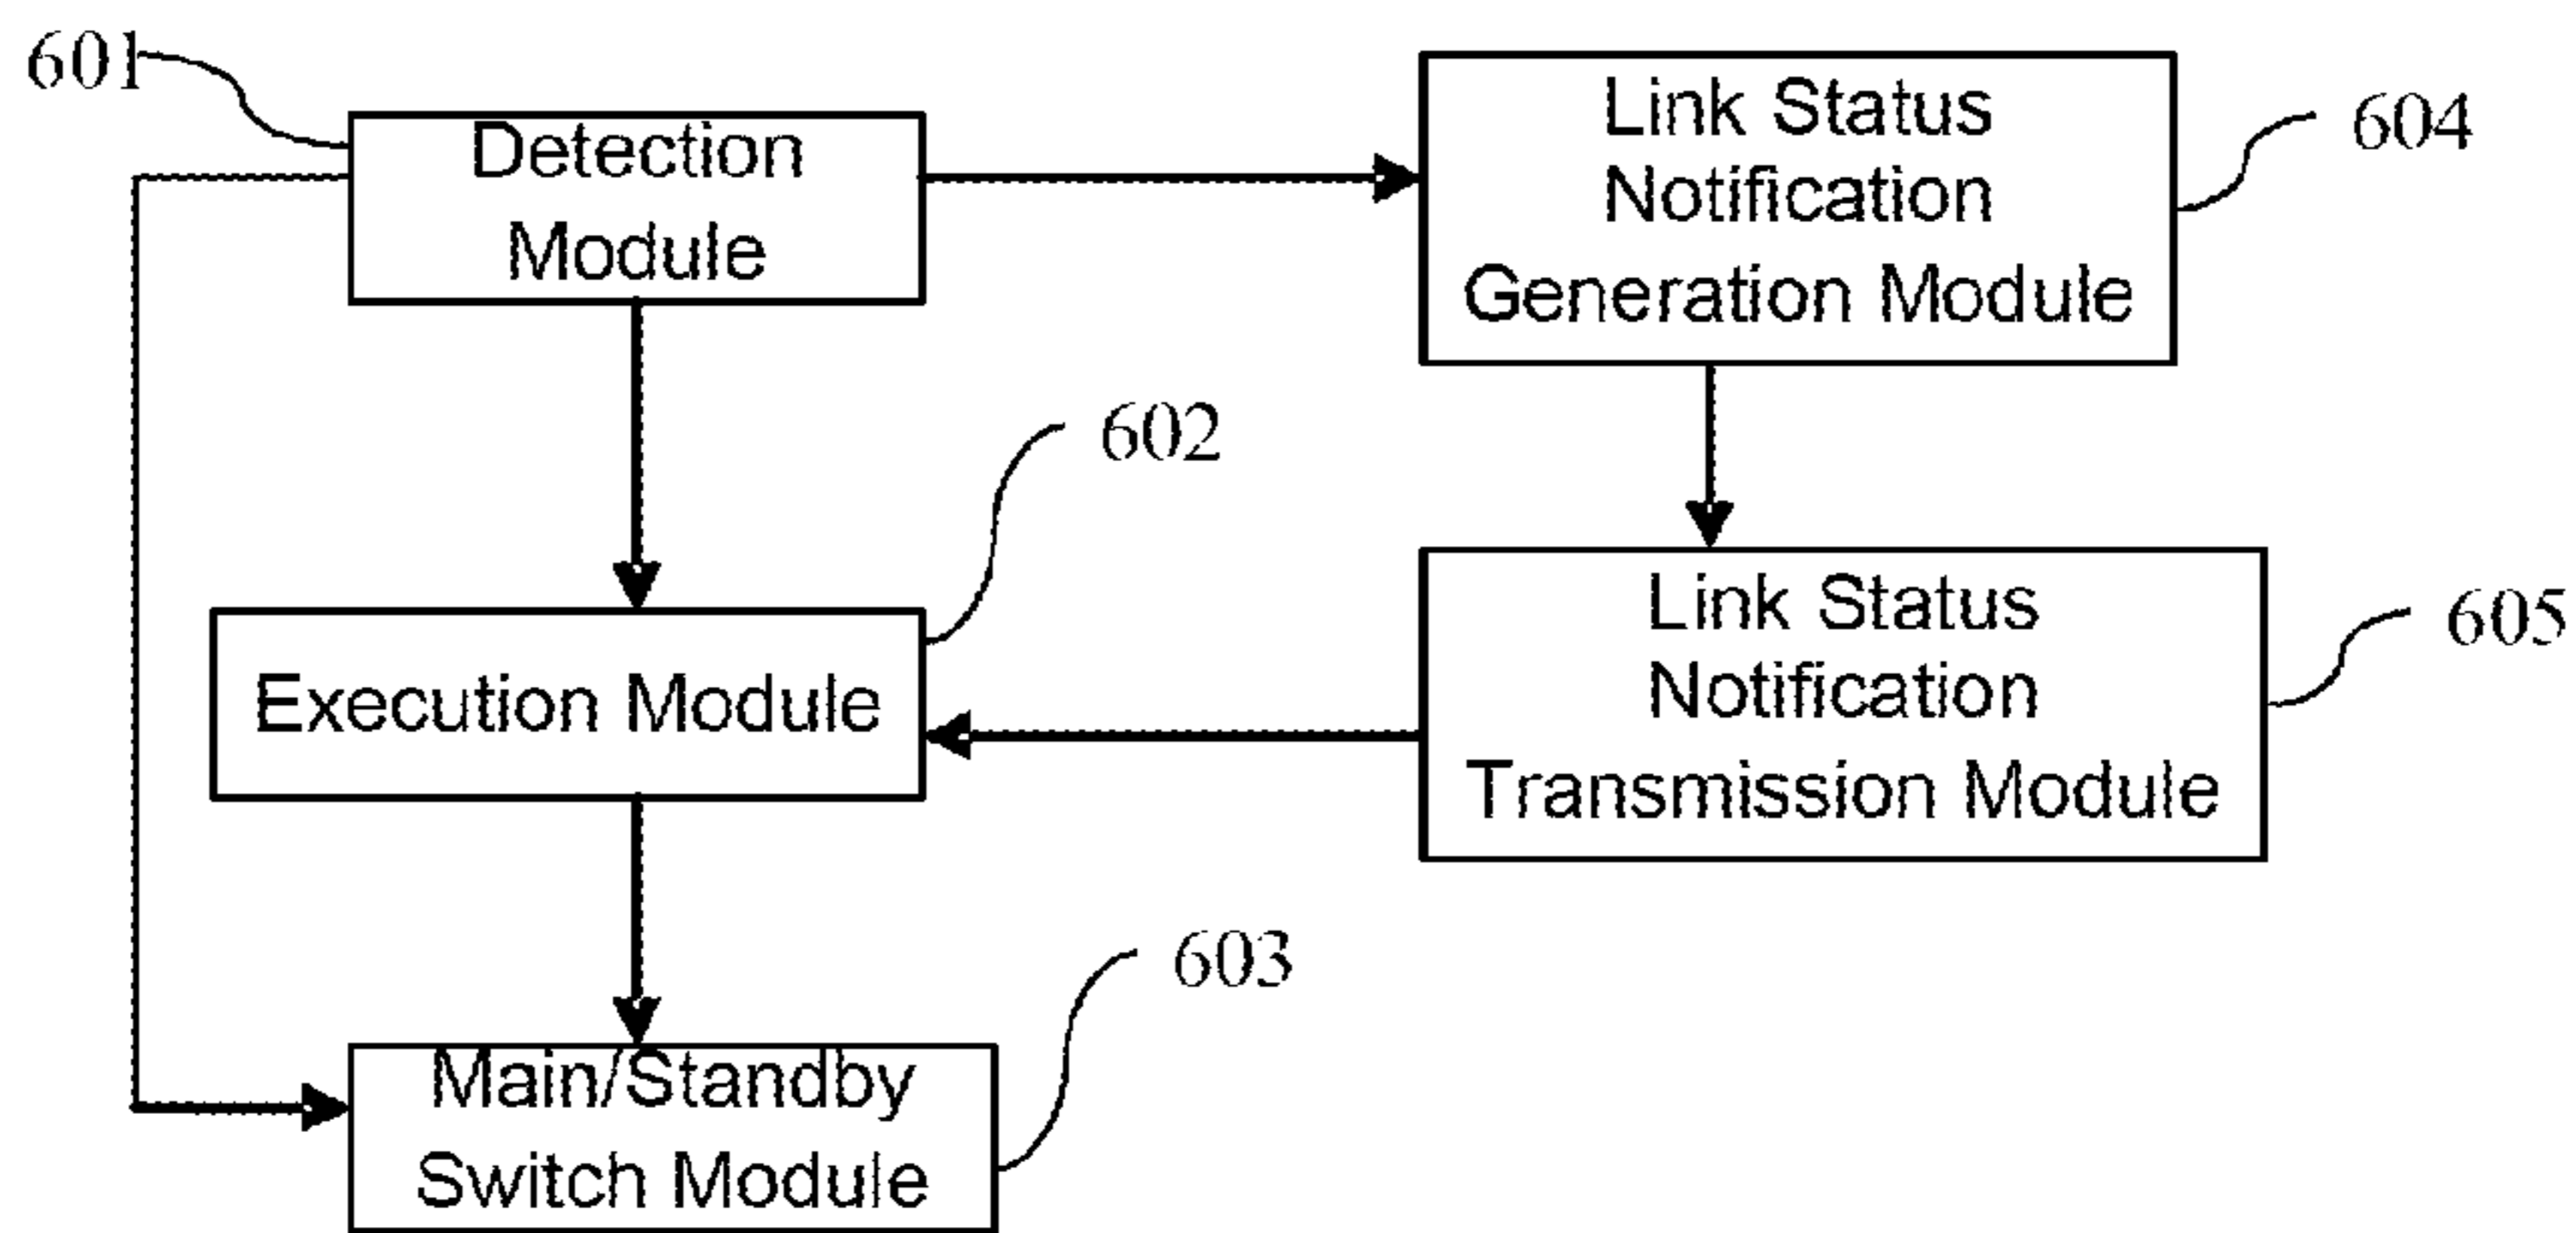 601
Detection
Module
Link Status
Notification
Generation Module
604
602
Execution Module
Link Status
Notification
Transmission Module
605
603
Main/Standby
Switch Module